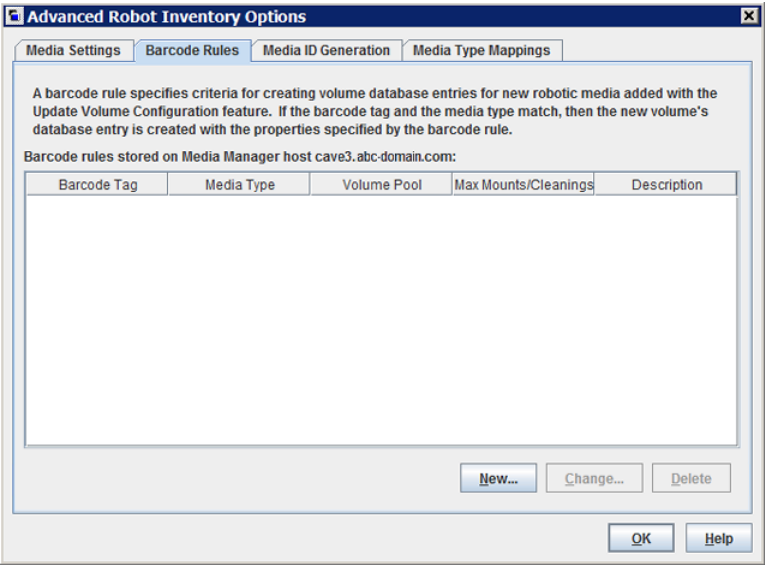 Advanced Robot Inventory Options
Media Settings Barcode Rules Media ID Generation Media Type Mappings
A barcode rule specifies criteria for creating volume database entries for new robotic media added with the
Update Volume Configuration feature. If the barcode tag and the media type match, then the new volume's
database entry is created with the properties specified by the barcode rule.
Barcode rules stored on Media Manager host cave3.abc-domain.com:
Barcode Tag Media Type Volume Pool Max Mounts/Cleanings Description
New... Change... Delete
OK Help